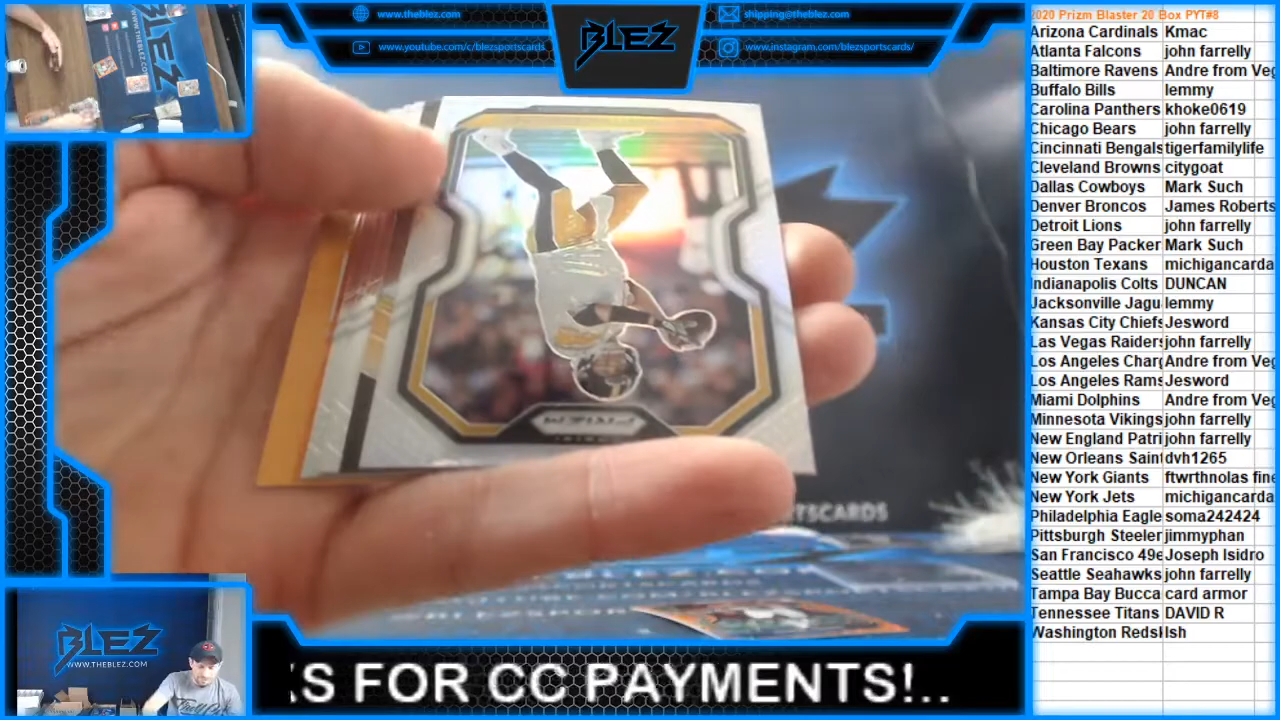 www.theblez.com
shipping@theblez.com
www.youtube.com/c/blezsportscards
www.instagram.com/blezsportscards/
BLEZ
2020 Prizm Blaster 20 Box PYT#8
Arizona Cardinals Kmac
Atlanta Falcons john farrelly
Baltimore Ravens Andre from Veg
Buffalo Bills lemmy
Carolina Panthers khoke0619
Chicago Bears john farrelly
Cincinnati Bengals tigerfamilylife
Cleveland Browns citygoat
Dallas Cowboys Mark Such
Denver Broncos James Roberts
Detroit Lions john farrelly
Green Bay Packer Mark Such
Houston Texans michigancarda
Indianapolis Colts DUNCAN
Jacksonville Jagu lemmy
Kansas City Chiefs Jesword
Las Vegas Raiders john farrelly
Los Angeles Charg Andre from Veg
Los Angeles Rams Jesword
Miami Dolphins Andre from Veg
Minnesota Vikings john farrelly
New England Patri john farrelly
New Orleans Saint dvh1265
New York Giants ftwrthnolas fine
New York Jets michigancarda
Philadelphia Eagle soma242424
Pittsburgh Steeler jimmyphan
San Francisco 49e Joseph Isidro
Seattle Seahawks john farrelly
Tampa Bay Bucca card armor
Tennessee Titans DAVID R
Washington Redsk Ish
PRIZM
BLEZ
WWW.THEBLEZ.COM
KS FOR CC PAYMENTS!..